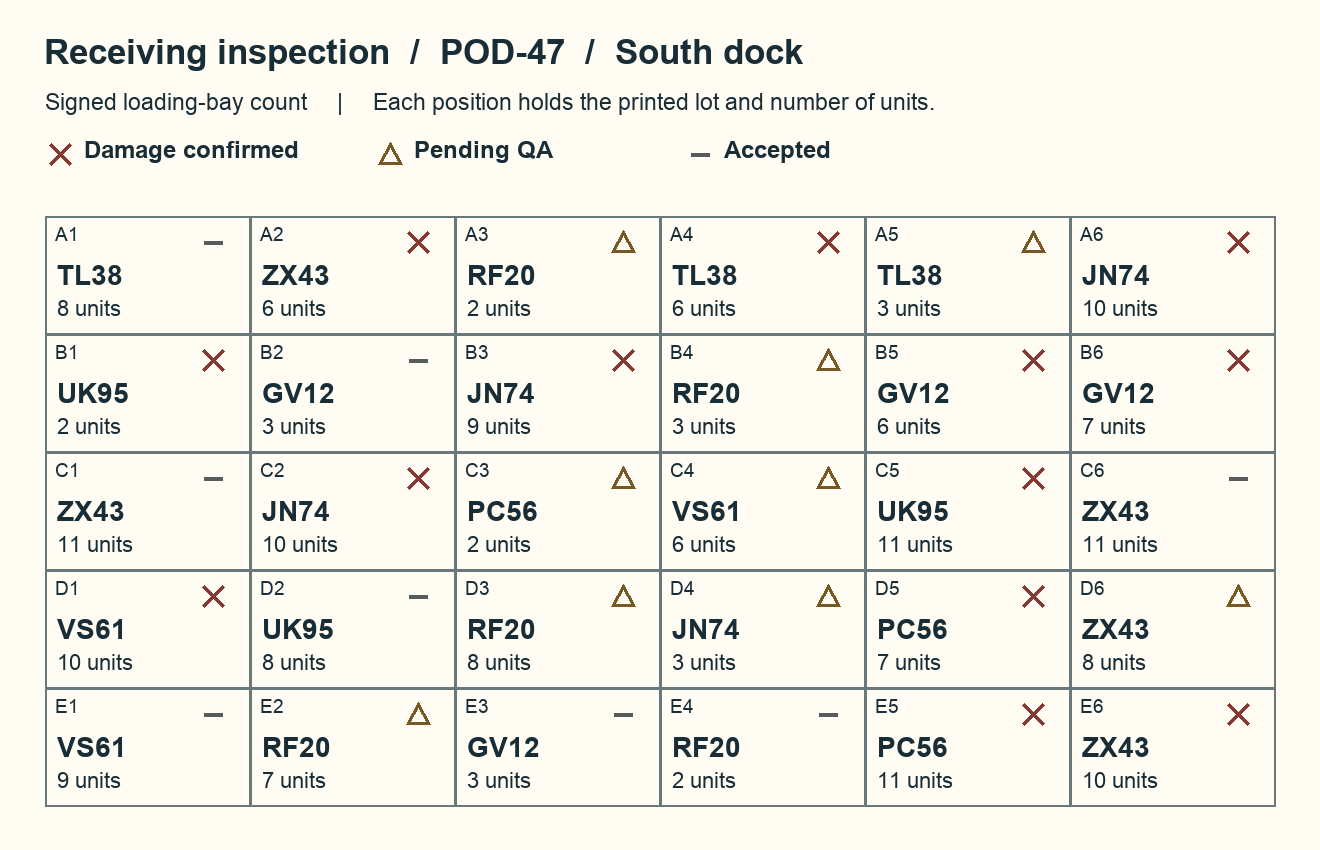 Receiving inspection / POD-47 / South dock
Signed loading-bay count | Each position holds the printed lot and number of units.
Damage confirmed Pending QA Accepted
A1 A2 A3 A4 A5 A6
TL38 ZX43 RF20 TL38 TL38 JN74
8 units 6 units 2 units 6 units 3 units 10 units
B1 B2 B3 B4 B5 B6
UK95 GV12 JN74 RF20 GV12 GV12
2 units 3 units 9 units 3 units 6 units 7 units
C1 C2 C3 C4 C5 C6
ZX43 JN74 PC56 VS61 UK95 ZX43
11 units 10 units 2 units 6 units 11 units 11 units
D1 D2 D3 D4 D5 D6
VS61 UK95 RF20 JN74 PC56 ZX43
10 units 8 units 8 units 3 units 7 units 8 units
E1 E2 E3 E4 E5 E6
VS61 RF20 GV12 RF20 PC56 ZX43
9 units 7 units 3 units 2 units 11 units 10 units